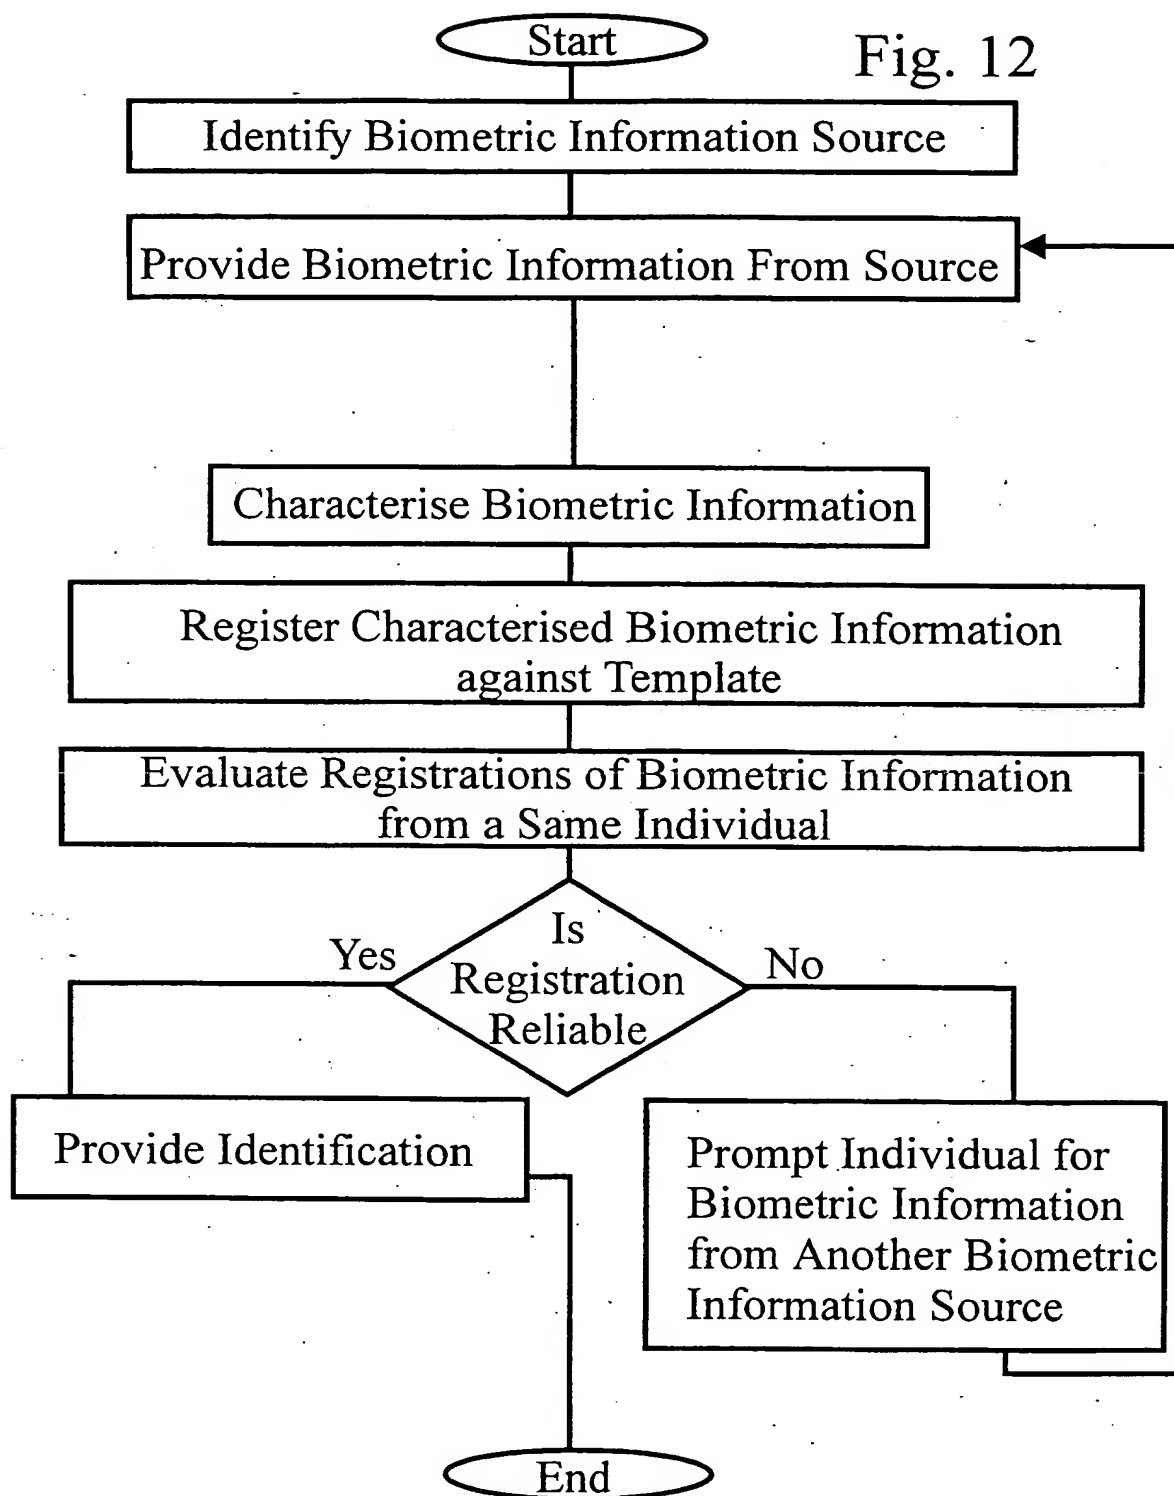 Start
Fig. 12
Identify Biometric Information Source
Provide Biometric Information From Source
Characterise Biometric Information
Register Characterised Biometric Information
against Template
Evaluate Registrations of Biometric Information
from a Same Individual
Is
Registration
Reliable
Yes
No
Provide Identification
Prompt Individual for
Biometric Information
from Another Biometric
Information Source
End